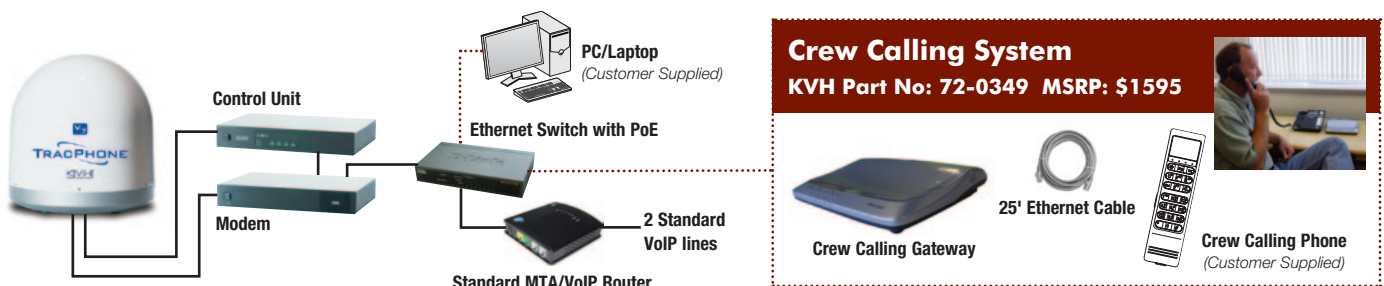 V7
TRACPHONE
KVH
Control Unit
Modem
PC/Laptop
(Customer Supplied)
Ethernet Switch with PoE
2 Standard
VoIP lines
Standard MTA/VoIP Router
Crew Calling System
KVH Part No: 72-0349 MSRP: $1595
Crew Calling Gateway
25' Ethernet Cable
Crew Calling Phone
(Customer Supplied)